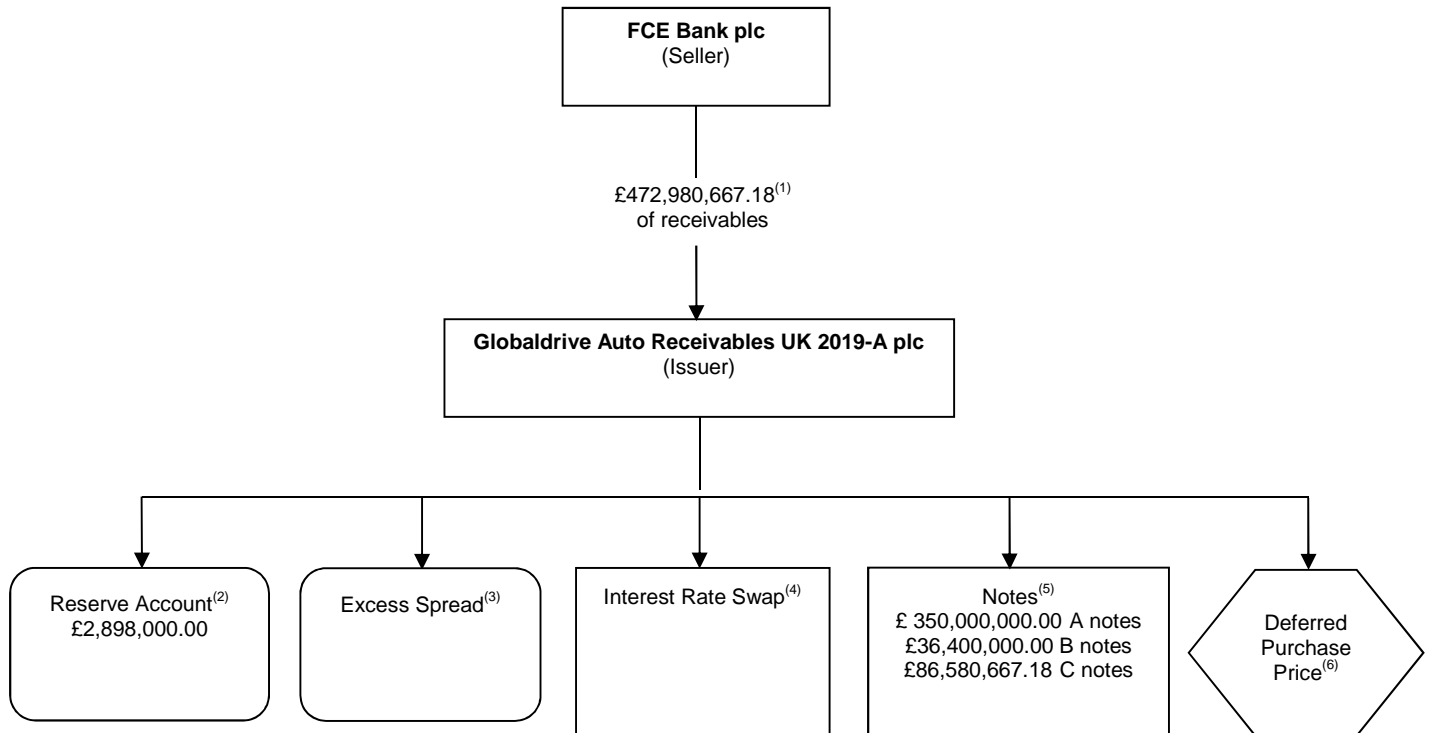 FCE Bank plc
(Seller)
£472,980,667.18(1)
of receivables
Globaldrive Auto Receivables UK 2019-A plc
(Issuer)
Reserve Account(2)
£2,898,000.00
Excess Spread(3)
Interest Rate Swap(4)
Notes(5)
£ 350,000,000.00 A notes
£36,400,000.00 B notes
£86,580,667.18 C notes
Deferred
Purchase
Price(6)